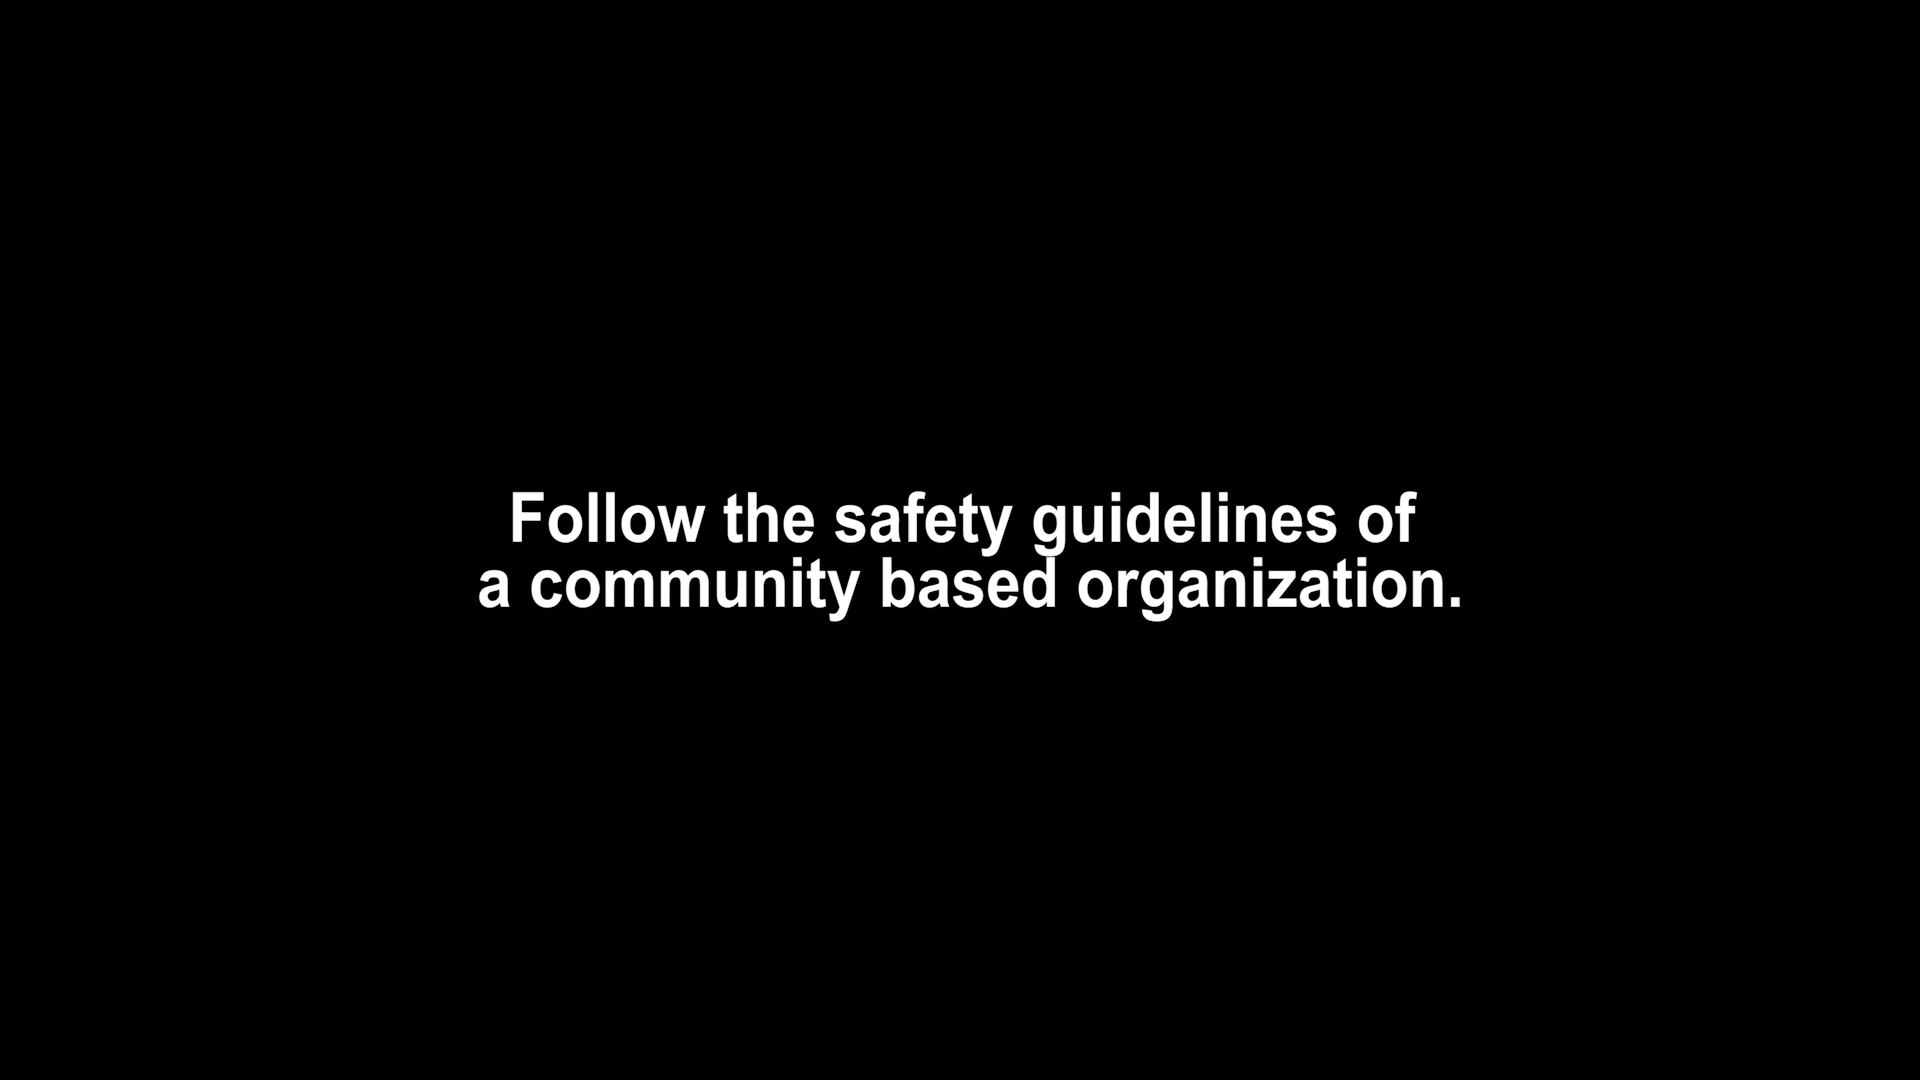 Follow the safety guidelines of
a community based organization.